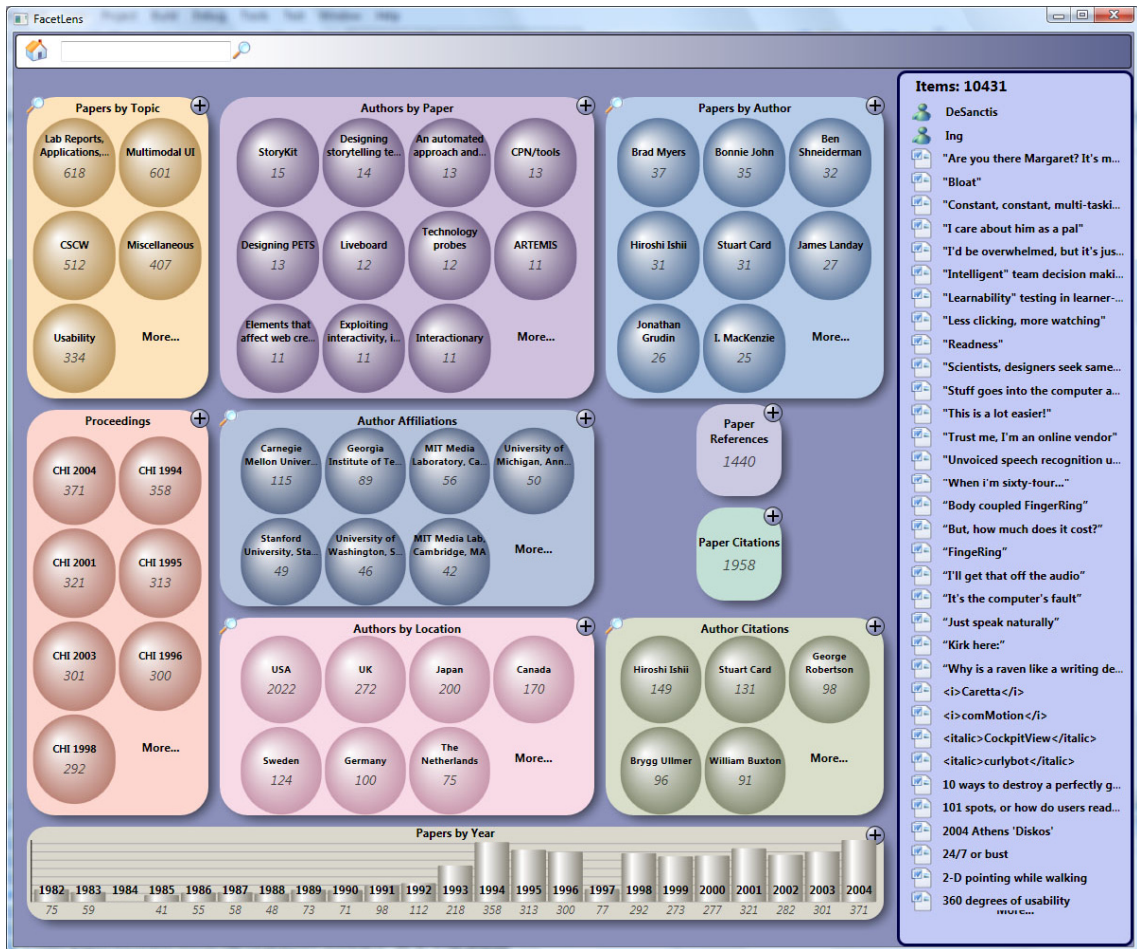 FacetLens
Project Build Debug Tools Test Window Help
Papers by Topic
Lab Reports,
Applications,...
618
Multimodal UI
601
CSCW
512
Miscellaneous
407
Usability
334
More...
Authors by Paper
StoryKit
15
Designing
storytelling te...
14
An automated
approach and...
13
CPN/tools
13
Designing PETS
13
Liveboard
12
Technology
probes
12
ARTEMIS
11
Elements that
affect web cre...
11
Exploiting
interactivity, i...
11
Interactionary
11
More...
Papers by Author
Brad Myers
37
Bonnie John
35
Ben
Shneiderman
32
Hiroshi Ishii
31
Stuart Card
31
James Landay
27
Jonathan
Grudin
26
I. MacKenzie
25
More...
Proceedings
CHI 2004
371
CHI 1994
358
CHI 2001
321
CHI 1995
313
CHI 2003
301
CHI 1996
300
CHI 1998
292
More...
Author Affiliations
Carnegie
Mellon Univer...
115
Georgia
Institute of Te...
89
MIT Media
Laboratory, Ca...
56
University of
Michigan, Ann...
50
Stanford
University, Sta...
49
University of
Washington, S...
46
MIT Media Lab,
Cambridge, MA
42
More...
Paper
References
1440
Paper Citations
1958
Authors by Location
USA
2022
UK
272
Japan
200
Canada
170
Sweden
124
Germany
100
The
Netherlands
75
More...
Author Citations
Hiroshi Ishii
149
Stuart Card
131
George
Robertson
98
Brygg Ullmer
96
William Buxton
91
More...
Papers by Year
1982 1983 1984 1985 1986 1987 1988 1989 1990 1991 1992 1993 1994 1995 1996 1997 1998 1999 2000 2001 2002 2003 2004
75 59 41 55 58 48 73 71 98 112 218 358 313 300 77 292 273 277 321 282 301 371
Items: 10431
DeSanctis
Ing
"Are you there Margaret? It's m...
"Bloat"
"Constant, constant, multi-taski...
"I care about him as a pal"
"I'd be overwhelmed, but it's jus...
"Intelligent" team decision maki...
"Learnability" testing in learner-...
"Less clicking, more watching"
"Readness"
"Scientists, designers seek same...
"Stuff goes into the computer a...
"This is a lot easier!"
"Trust me, I'm an online vendor"
"Unvoiced speech recognition u...
"When i'm sixty-four..."
“Body coupled FingerRing”
“But, how much does it cost?”
“FingeRing”
“I'll get that off the audio”
“It's the computer's fault”
“Just speak naturally”
“Kirk here:”
“Why is a raven like a writing de...
<i>Caretta</i>
<i>comMotion</i>
<italic>CockpitView</italic>
<italic>curlybot</italic>
10 ways to destroy a perfectly g...
101 spots, or how do users read...
2004 Athens 'Diskos'
24/7 or bust
2-D pointing while walking
360 degrees of usability
More...